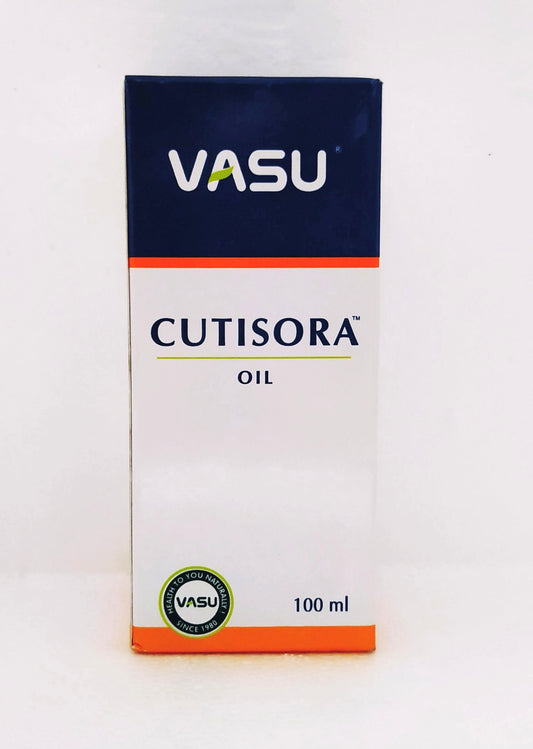 VASU®
CUTISORA™
OIL
HEALTH TO YOU NATURALLY!
VASU
SINCE 1980
100 ml